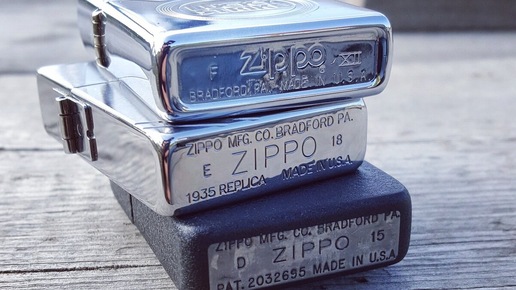 F Zippo XII
BRADFORD, PA. MADE IN U.S.A.
ZIPPO MFG. CO. BRADFORD PA.
E ZIPPO 18
1935 REPLICA MADE IN U.S.A.
ZIPPO MFG. CO. BRADFORD PA.
D ZIPPO 15
PAT. 2032695 MADE IN U.S.A.